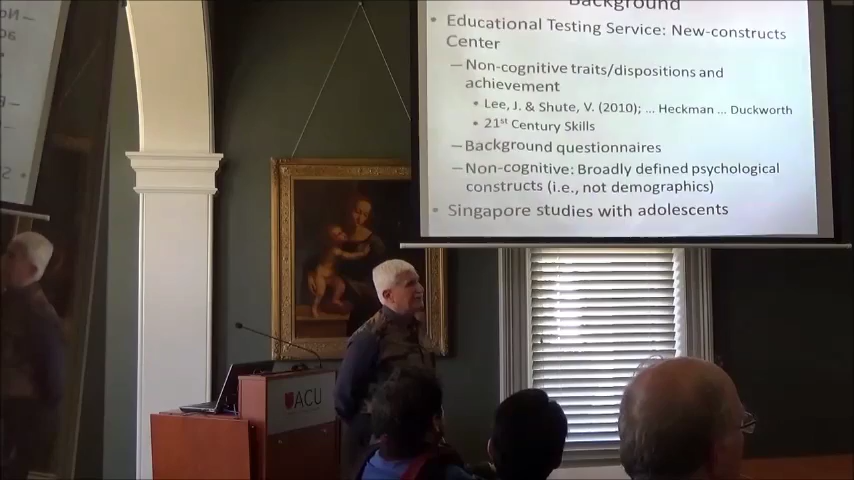 Background
• Educational Testing Service: New-constructs
Center
– Non-cognitive traits/dispositions and
achievement
• Lee, J. & Shute, V. (2010); ... Heckman ... Duckworth
• 21st Century Skills
– Background questionnaires
– Non-cognitive: Broadly defined psychological
constructs (i.e., not demographics)
• Singapore studies with adolescents
ACU